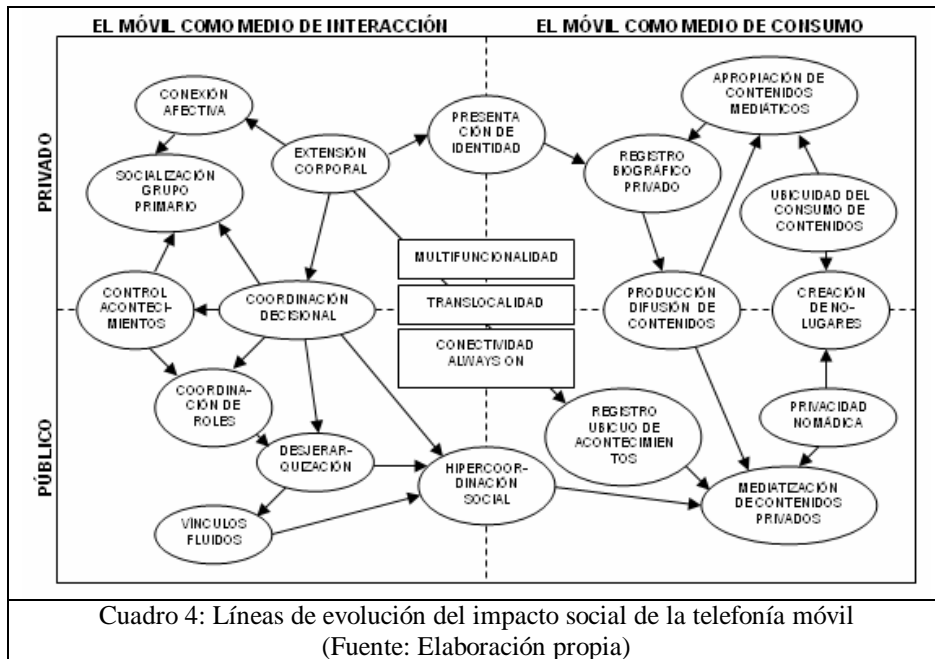 EL MÓVIL COMO MEDIO DE INTERACCIÓN
EL MÓVIL COMO MEDIO DE CONSUMO
PRIVADO
PÚBLICO
CONEXIÓN
AFECTIVA
EXTENSIÓN
CORPORAL
PRESENTA
CIÓN DE
IDENTIDAD
APROPIACIÓN DE
CONTENIDOS
MEDIÁTICOS
SOCIALIZACIÓN
GRUPO
PRIMARIO
REGISTRO
BIOGRÁFICO
PRIVADO
UBICUIDAD DEL
CONSUMO DE
CONTENIDOS
MULTIFUNCIONALIDAD
TRANSLOCALIDAD
CONECTIVIDAD
ALWAYS ON
CONTROL
ACONTECI-
MIENTOS
COORDINACIÓN
DECISIONAL
PRODUCCIÓN
DIFUSIÓN DE
CONTENIDOS
CREACIÓN
DE NO-
LUGARES
COORDINA-
CIÓN DE
ROLES
DESJERAR-
QUIZACIÓN
VÍNCULOS
FLUIDOS
HIPERCOOR-
DINACIÓN
SOCIAL
REGISTRO
UBICUO DE
ACONTECIMIEN
TOS
PRIVACIDAD
NOMÁDICA
MEDIATIZACIÓN
DE CONTENIDOS
PRIVADOS
Cuadro 4: Líneas de evolución del impacto social de la telefonía móvil
(Fuente: Elaboración propia)